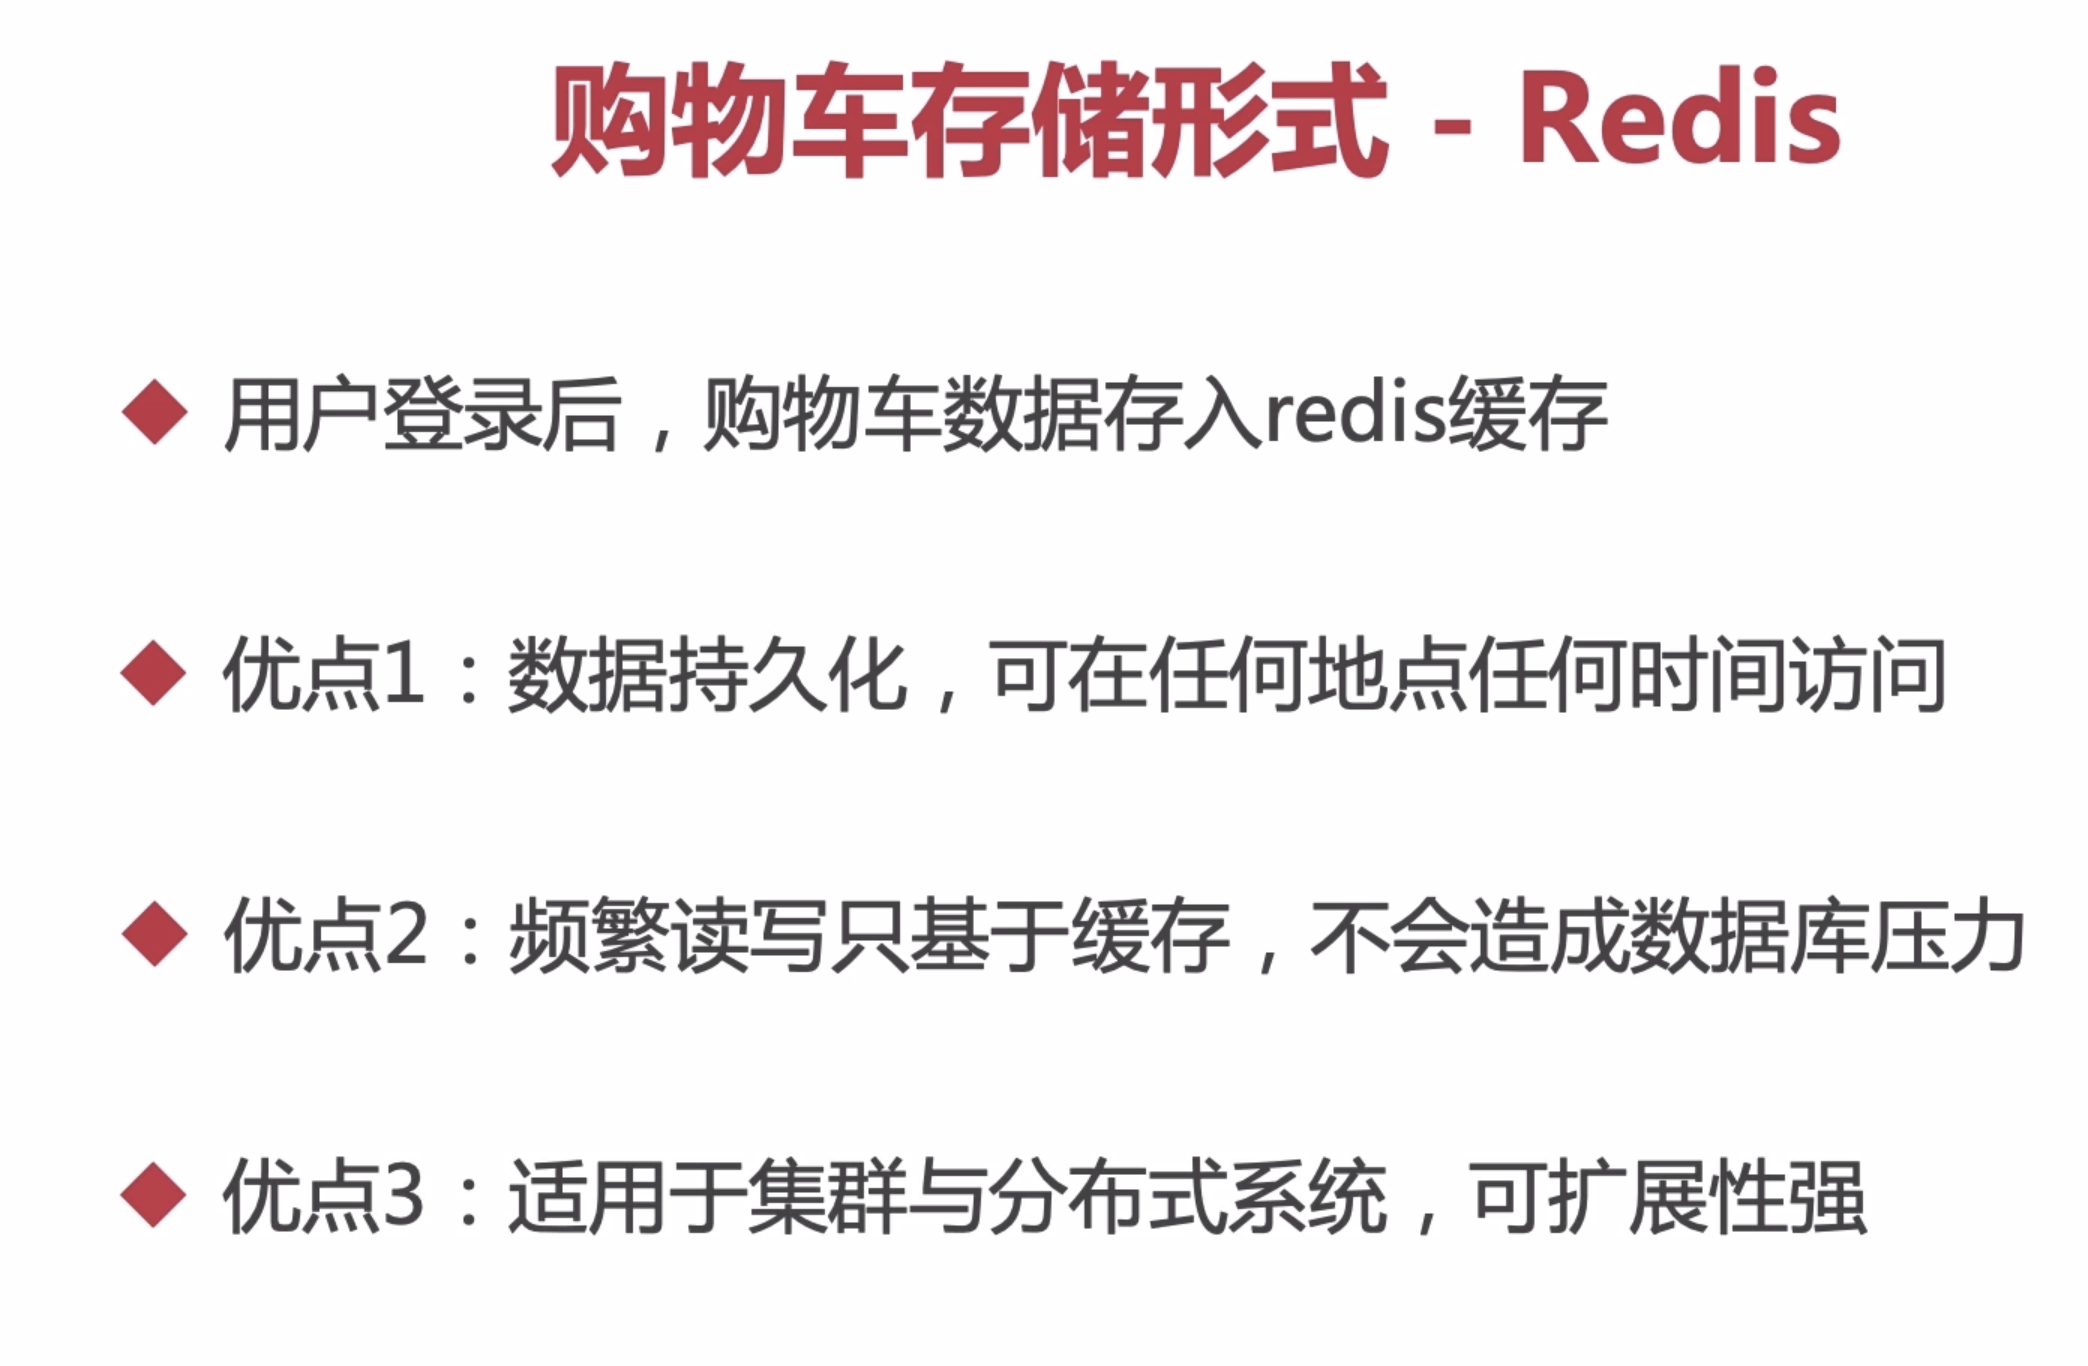 购物车存储形式 - Redis
用户登录后，购物车数据存入redis缓存
优点1：数据持久化，可在任何地点任何时间访问
优点2：频繁读写只基于缓存，不会造成数据库压力
优点3：适用于集群与分布式系统，可扩展性强